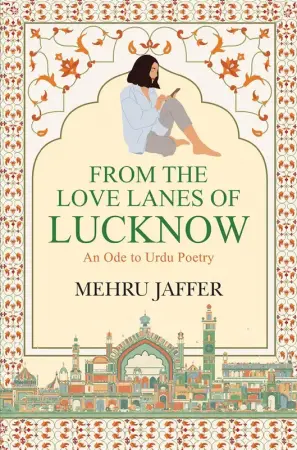 FROM THE
LOVE LANES OF
LUCKNOW
An Ode to Urdu Poetry
MEHRU JAFFER